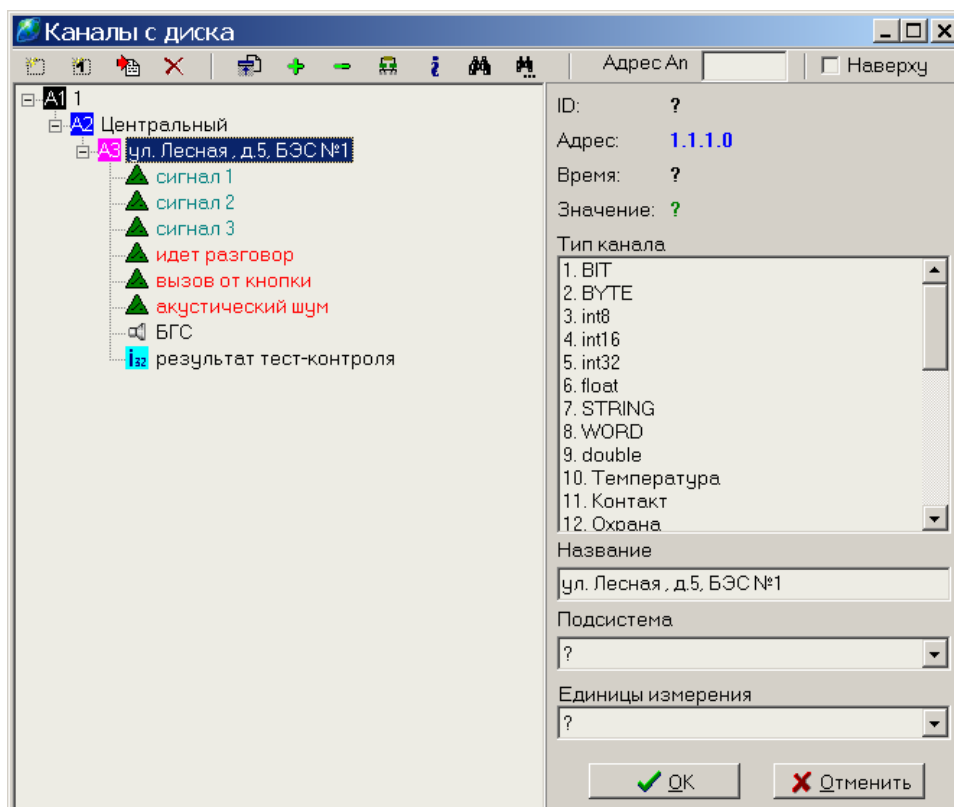 Каналы с диска
Адрес An
Наверху
A1 1
A2 Центральный
A3 ул. Лесная , д.5, БЭС №1
сигнал 1
сигнал 2
сигнал 3
идет разговор
вызов от кнопки
акустический шум
БГС
i32 результат тест-контроля
ID: ?
Адрес: 1.1.1.0
Время: ?
Значение: ?
Тип канала
1. BIT
2. BYTE
3. int8
4. int16
5. int32
6. float
7. STRING
8. WORD
9. double
10. Температура
11. Контакт
12. Охрана
Название
ул. Лесная , д.5, БЭС №1
Подсистема
?
Единицы измерения
?
OK
Отменить